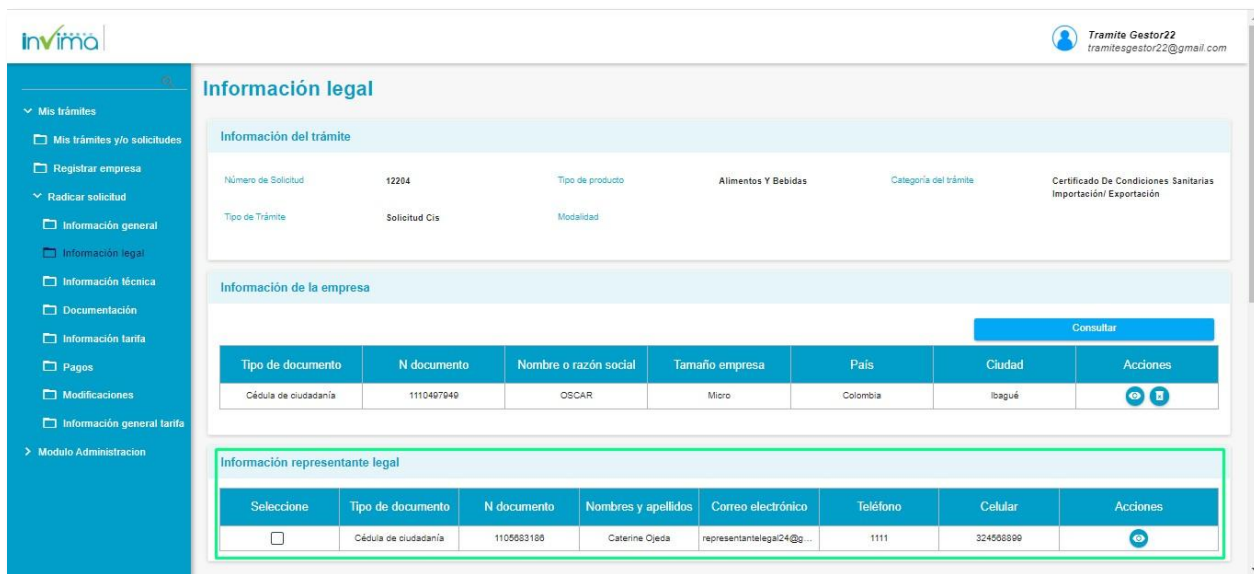 invima
Tramite Gestor22
tramitesgestor22@gmail.com
Mis trámites
Mis trámites y/o solicitudes
Registrar empresa
Radicar solicitud
Información general
Información legal
Información técnica
Documentación
Información tarifa
Pagos
Modificaciones
Información general tarifa
Modulo Administracion
Información legal
Información del trámite
Número de Solicitud 12204 Tipo de producto Alimentos Y Bebidas Categoría del trámite Certificado De Condiciones Sanitarias
Importación/ Exportación
Tipo de Trámite Solicitud Cis Modalidad
Información de la empresa
Consultar
Tipo de documento N documento Nombre o razón social Tamaño empresa País Ciudad Acciones
Cédula de ciudadanía 1110497949 OSCAR Micro Colombia Ibagué
Información representante legal
Seleccione Tipo de documento N documento Nombres y apellidos Correo electrónico Teléfono Celular Acciones
Cédula de ciudadanía 1105683186 Caterine Ojeda representantelegal24@g... 1111 324568899